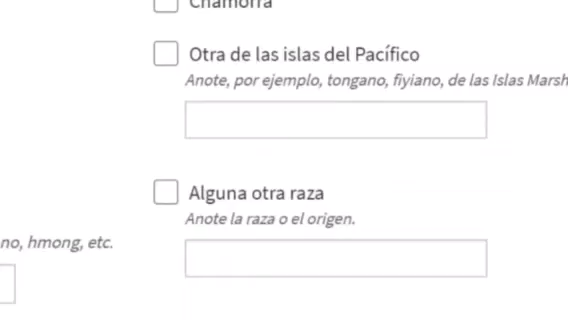 Chamorra
Otra de las islas del Pacífico
Anote, por ejemplo, tongano, fiyiano, de las Islas Marsh
Alguna otra raza
Anote la raza o el origen.
no, hmong, etc.